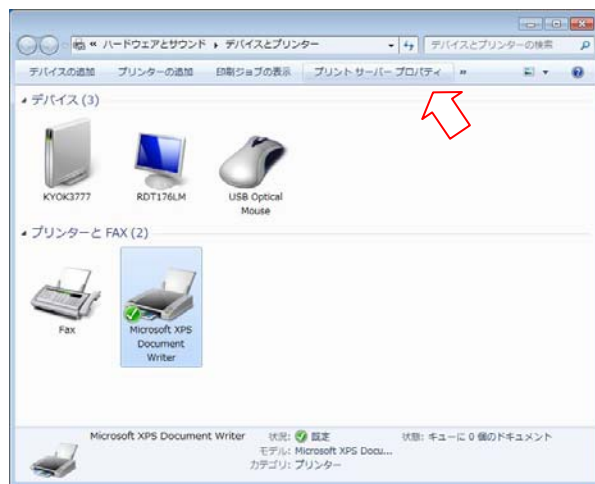 « ハードウェアとサウンド ▸ デバイスとプリンター
デバイスとプリンターの検索
デバイスの追加 プリンターの追加 印刷ジョブの表示 プリント サーバー プロパティ »
デバイス (3)
KYOK3777
RDT176LM
USB Optical
Mouse
プリンターと FAX (2)
Fax
Microsoft XPS
Document
Writer
Microsoft XPS Document Writer 状況: 既定 状態: キューに 0 個のドキュメント
モデル: Microsoft XPS Docu...
カテゴリ: プリンター